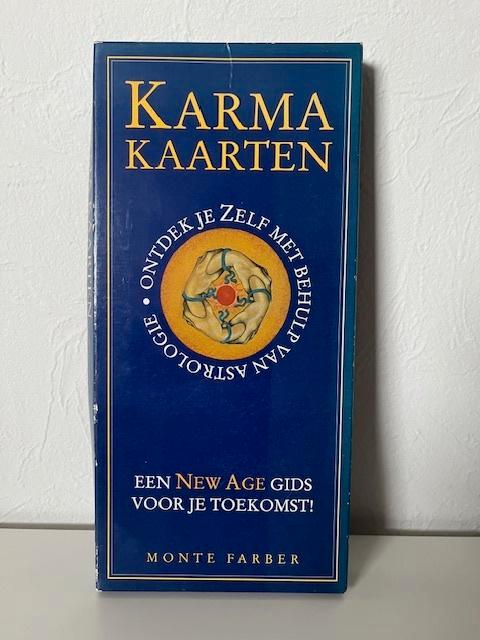 KARMA
KAARTEN
ONTDEK JE ZELF MET BEHULP VAN ASTROLOGIE •
EEN NEW AGE GIDS
VOOR JE TOEKOMST!
MONTE FARBER